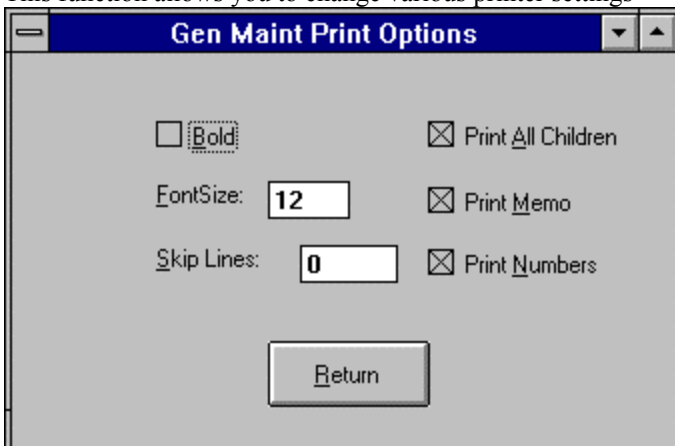 This function allows you to change various printer settings
Gen Maint Print Options
Bold
Print All Children
FontSize: 12
Print Memo
Skip Lines: 0
Print Numbers
Return